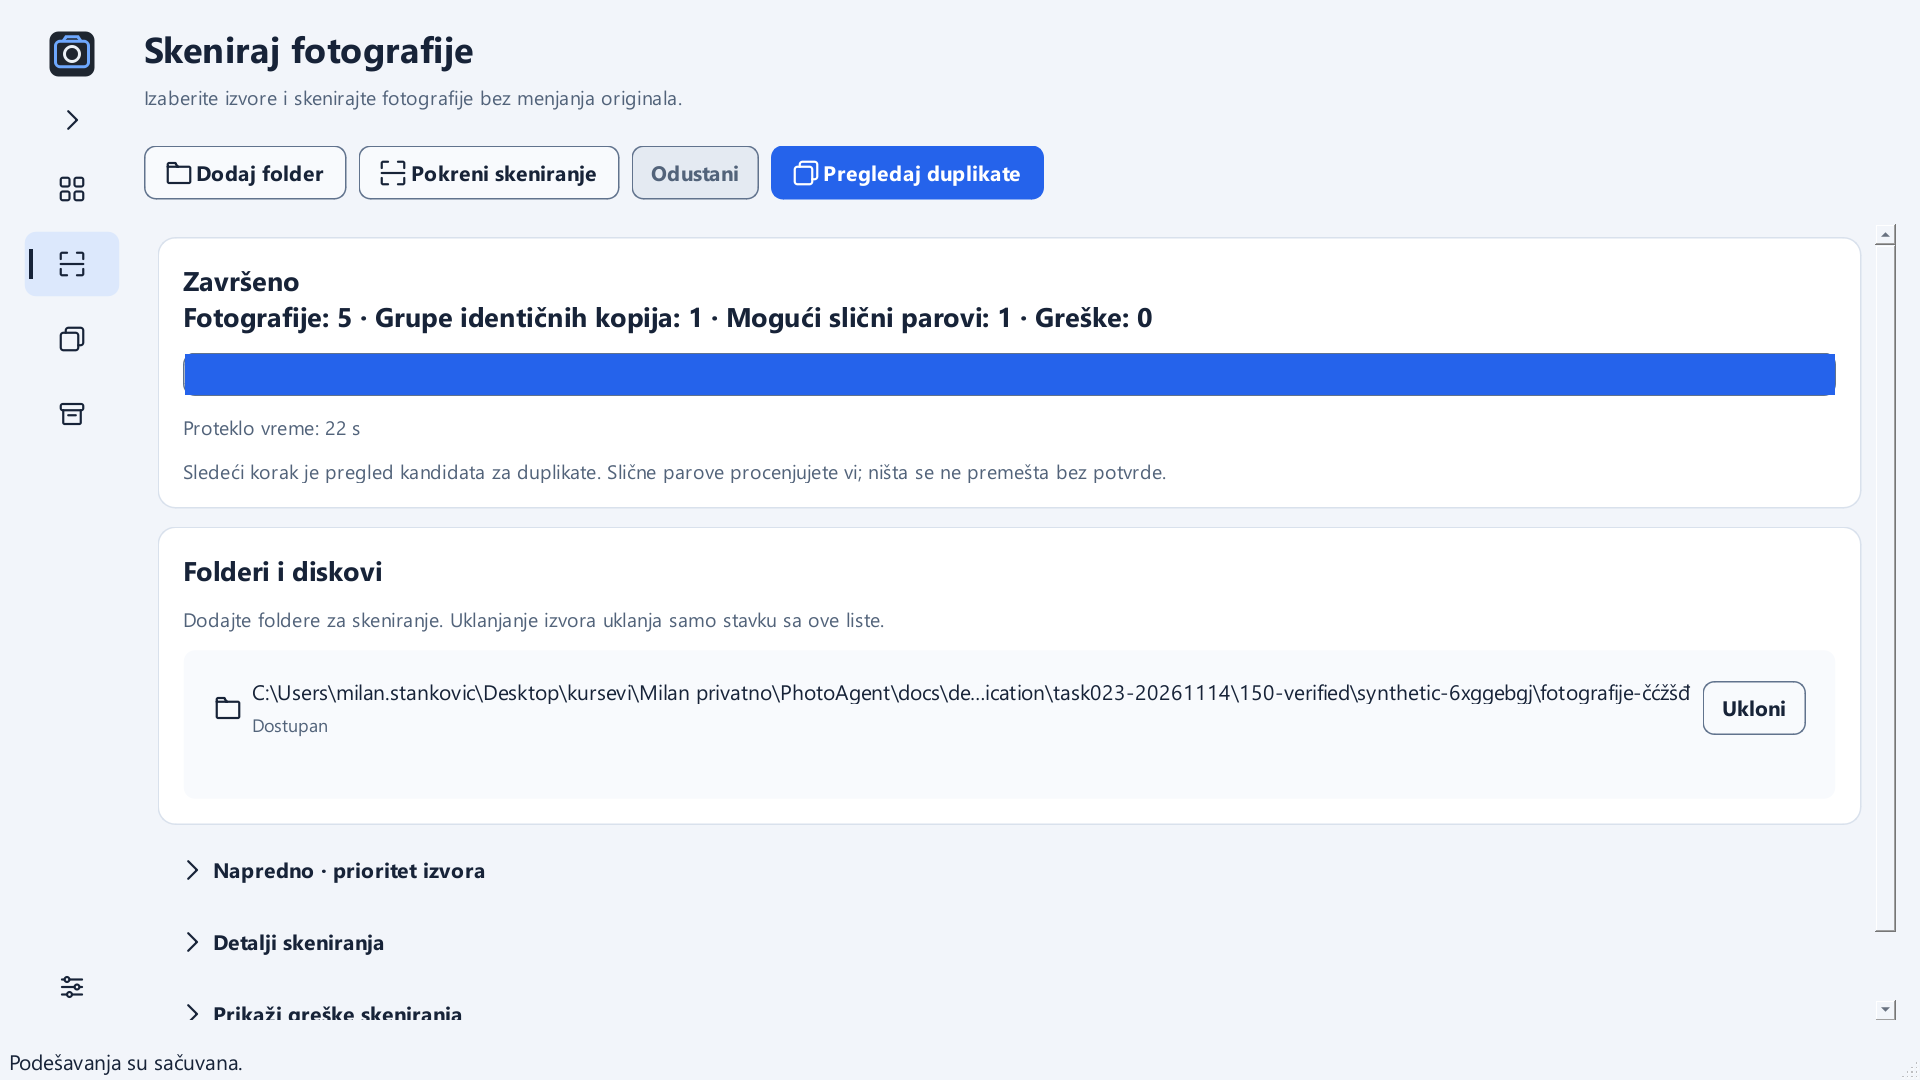 Skeniraj fotografije
Izaberite izvore i skenirajte fotografije bez menjanja originala.
Dodaj folder
Pokreni skeniranje
Odustani
Pregledaj duplikate
Završeno
Fotografije: 5 · Grupe identičnih kopija: 1 · Mogući slični parovi: 1 · Greške: 0
Proteklo vreme: 22 s
Sledeći korak je pregled kandidata za duplikate. Slične parove procenjujete vi; ništa se ne premešta bez potvrde.
Folderi i diskovi
Dodajte foldere za skeniranje. Uklanjanje izvora uklanja samo stavku sa ove liste.
C:\Users\milan.stankovic\Desktop\kursevi\Milan privatno\PhotoAgent\docs\de...ication\task023-20261114\150-verified\synthetic-6xggebgj\fotografije-čćžšđ
Dostupan
Ukloni
Napredno · prioritet izvora
Detalji skeniranja
Prikaži greške skeniranja
Podešavanja su sačuvana.